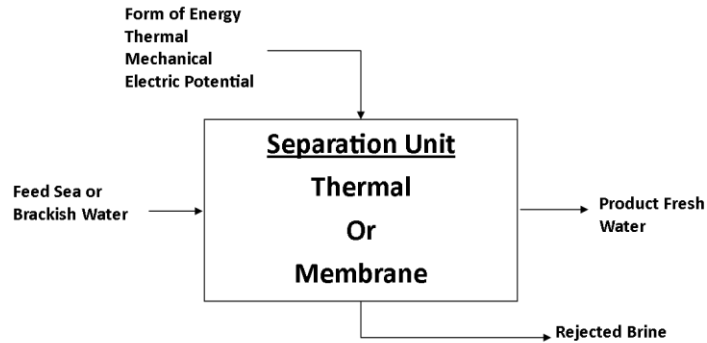 Form of Energy
Thermal
Mechanical
Electric Potential
Separation Unit
Thermal
Or
Membrane
Feed Sea or
Brackish Water
Product Fresh
Water
Rejected Brine